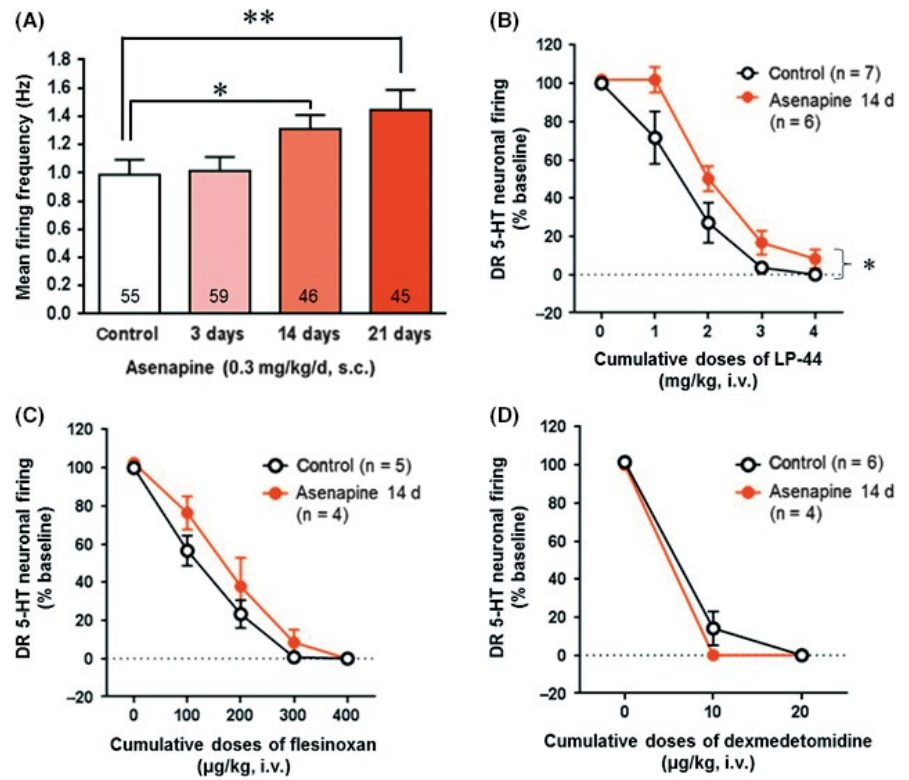 (A)
**
*
1.8
1.6
1.4
1.2
1.0
0.8
0.6
0.4
0.2
0.0
Mean firing frequency (Hz)
55
59
46
45
Control
3 days
14 days
21 days
Asenapine (0.3 mg/kg/d, s.c.)
(B)
120
100
80
60
40
20
0
–20
DR 5-HT neuronal firing
(% baseline)
Control (n = 7)
Asenapine 14 d
(n = 6)
*
0
1
2
3
4
Cumulative doses of LP-44
(mg/kg, i.v.)
(C)
120
100
80
60
40
20
0
–20
DR 5-HT neuronal firing
(% baseline)
Control (n = 5)
Asenapine 14 d
(n = 4)
0
100
200
300
400
Cumulative doses of flesinoxan
(µg/kg, i.v.)
(D)
120
100
80
60
40
20
0
–20
DR 5-HT neuronal firing
(% baseline)
Control (n = 6)
Asenapine 14 d
(n = 4)
0
10
20
Cumulative doses of dexmedetomidine
(µg/kg, i.v.)